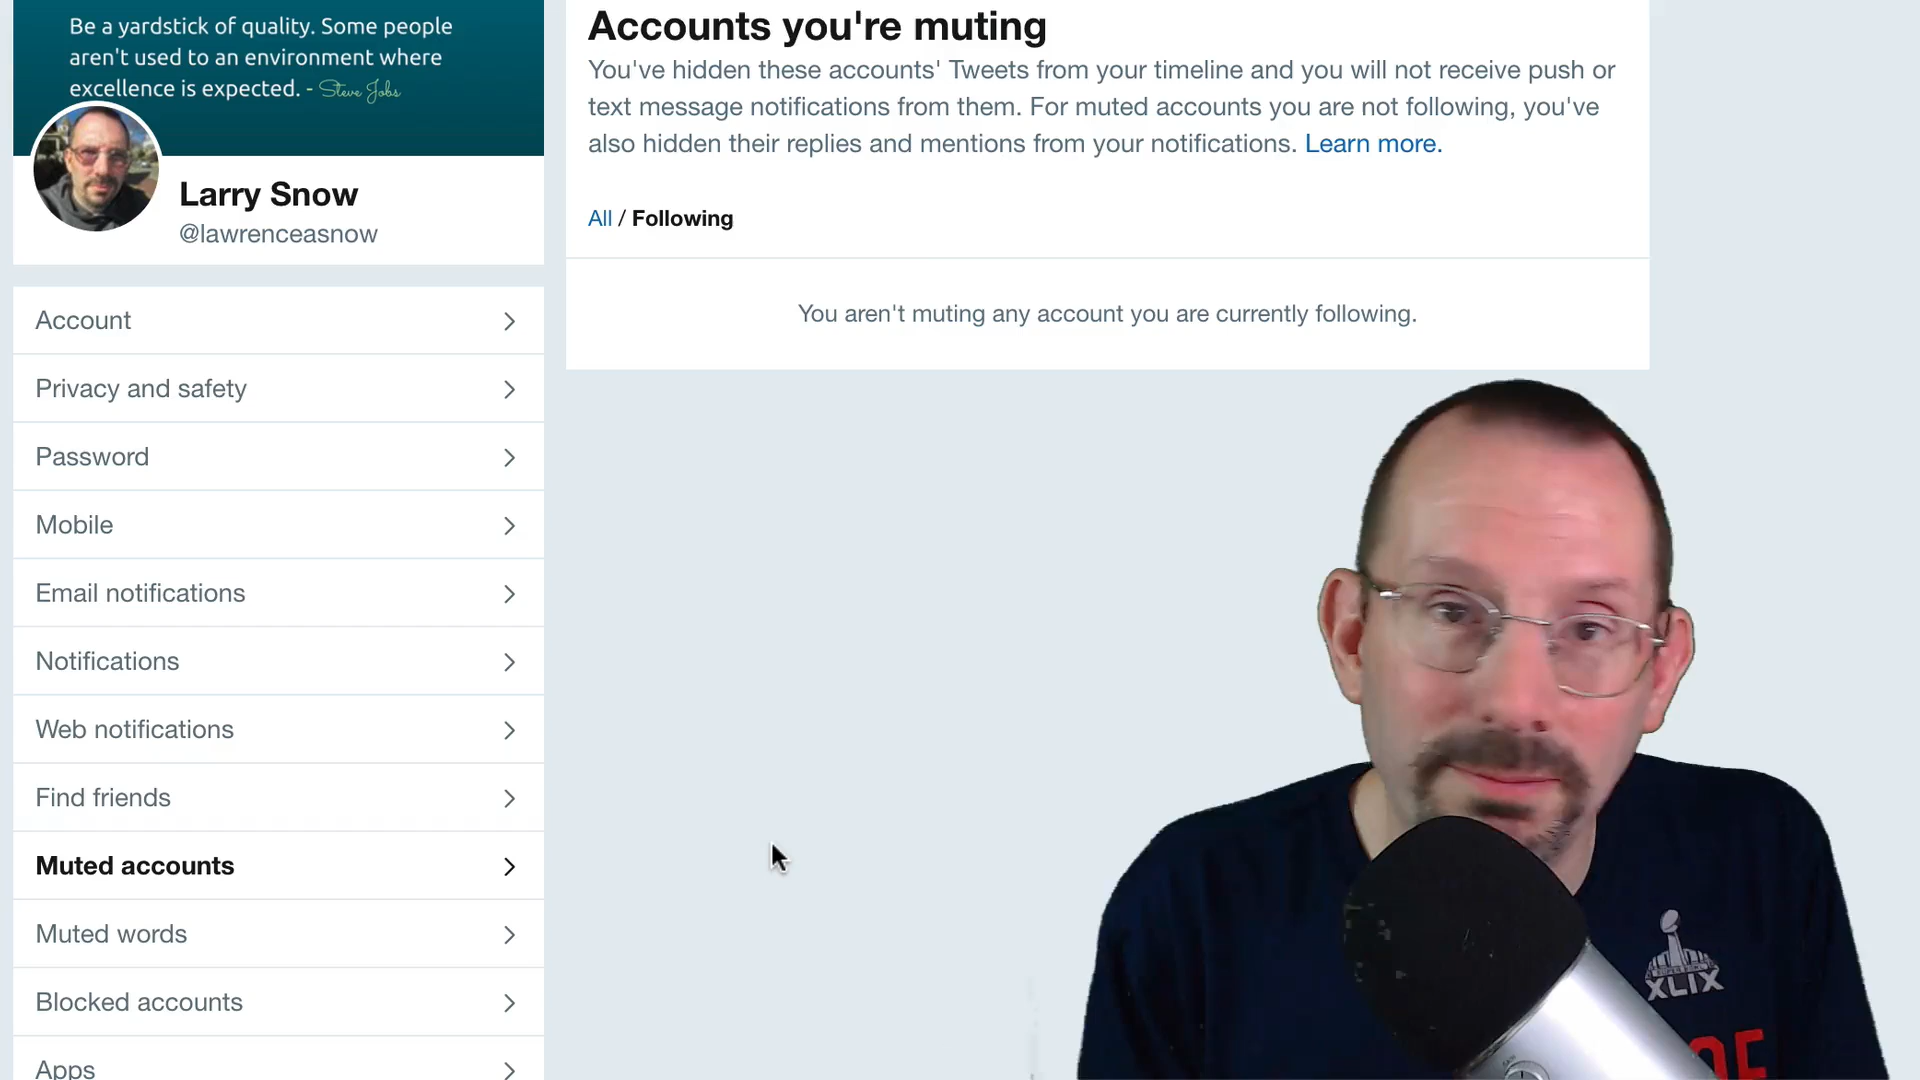 Be a yardstick of quality. Some people
aren't used to an environment where
excellence is expected. - Steve Jobs
Larry Snow
@lawrenceasnow
Account
Privacy and safety
Password
Mobile
Email notifications
Notifications
Web notifications
Find friends
Muted accounts
Muted words
Blocked accounts
Apps
Accounts you're muting
You've hidden these accounts' Tweets from your timeline and you will not receive push or
text message notifications from them. For muted accounts you are not following, you've
also hidden their replies and mentions from your notifications. Learn more.
All / Following
You aren't muting any account you are currently following.
SUPER BOWL
XLIX